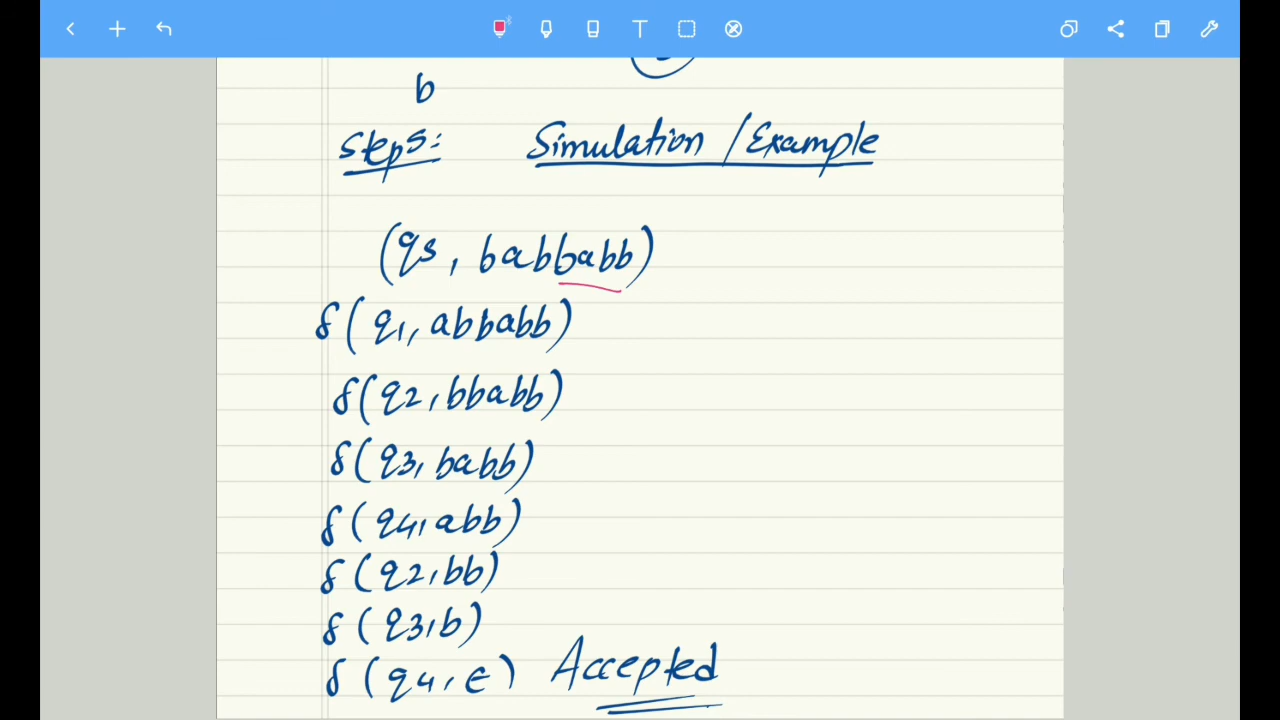 b
Steps: Simulation / Example
(qs, babbabb)
δ(q1, abbabb)
δ(q2, bbabb)
δ(q3, babb)
δ(q4, abb)
δ(q2, bb)
δ(q3, b)
δ(q4, ϵ) Accepted